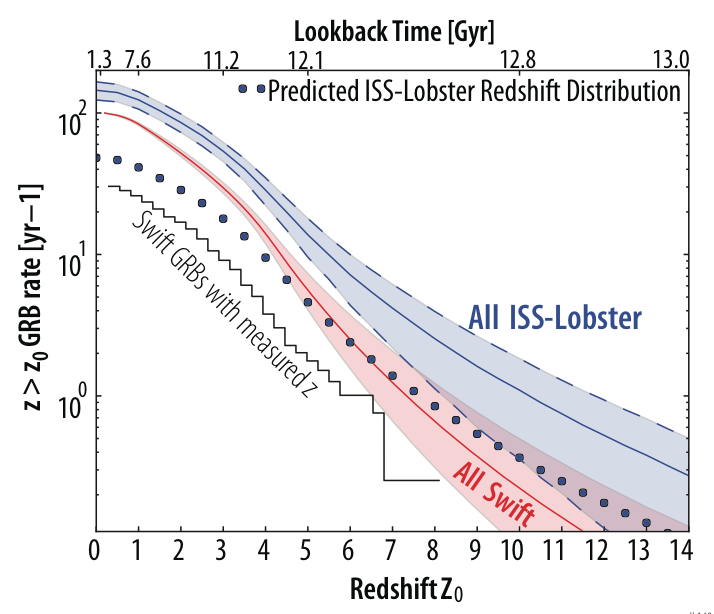 Lookback Time [Gyr]
1.3 7.6 11.2 12.1 12.8 13.0
Predicted ISS-Lobster Redshift Distribution
10²
10¹
10⁰
z > z₀ GRB rate [yr−1]
Swift GRBs with measured z
All ISS-Lobster
All Swift
0 1 2 3 4 5 6 7 8 9 10 11 12 13 14
Redshift Z₀